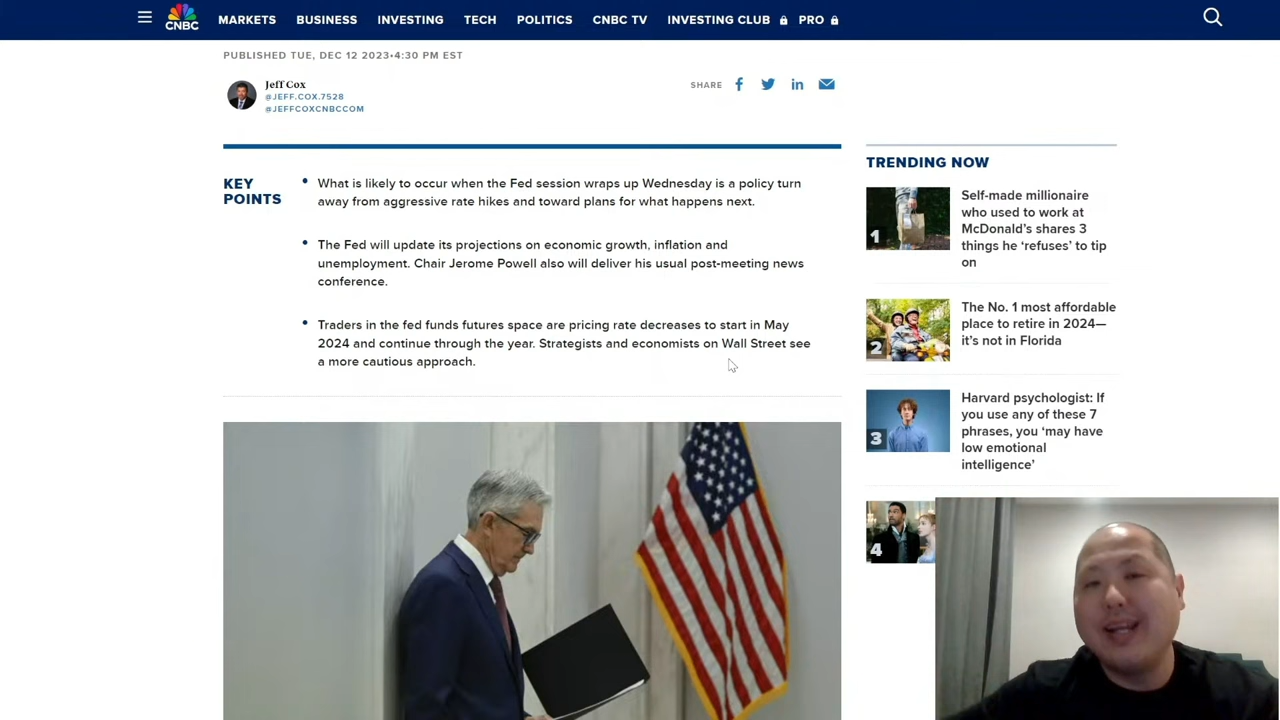 CNBC
MARKETS
BUSINESS
INVESTING
TECH
POLITICS
CNBC TV
INVESTING CLUB
PRO
PUBLISHED TUE, DEC 12 2023•4:30 PM EST
Jeff Cox
@JEFF.COX.7528
@JEFFCOXCNBCCOM
SHARE
KEY
POINTS
What is likely to occur when the Fed session wraps up Wednesday is a policy turn
away from aggressive rate hikes and toward plans for what happens next.
The Fed will update its projections on economic growth, inflation and
unemployment. Chair Jerome Powell also will deliver his usual post-meeting news
conference.
Traders in the fed funds futures space are pricing rate decreases to start in May
2024 and continue through the year. Strategists and economists on Wall Street see
a more cautious approach.
TRENDING NOW
1
Self-made millionaire
who used to work at
McDonald's shares 3
things he 'refuses' to tip
on
2
The No. 1 most affordable
place to retire in 2024—
it's not in Florida
3
Harvard psychologist: If
you use any of these 7
phrases, you 'may have
low emotional
intelligence'
4